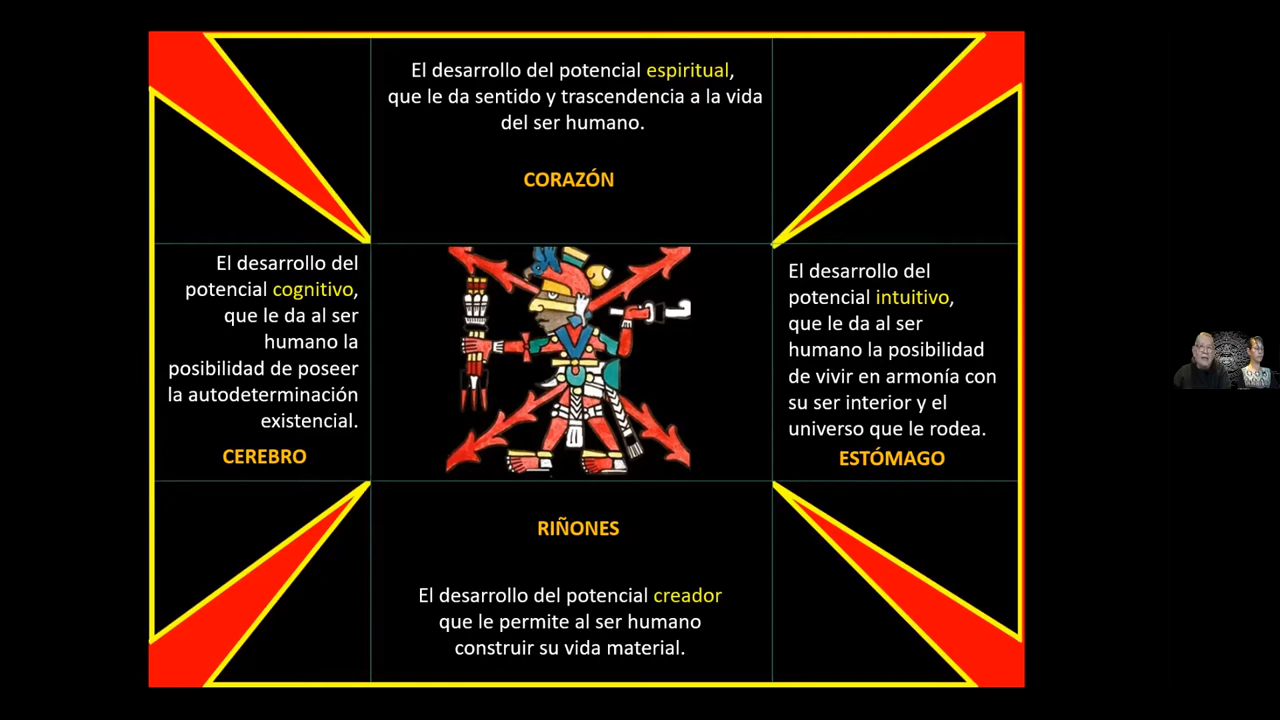 El desarrollo del potencial espiritual,
que le da sentido y trascendencia a la vida
del ser humano.
CORAZÓN
El desarrollo del
potencial cognitivo,
que le da al ser
humano la
posibilidad de poseer
la autodeterminación
existencial.
CEREBRO
El desarrollo del
potencial intuitivo,
que le da al ser
humano la posibilidad
de vivir en armonía con
su ser interior y el
universo que le rodea.
ESTÓMAGO
RIÑONES
El desarrollo del potencial creador
que le permite al ser humano
construir su vida material.